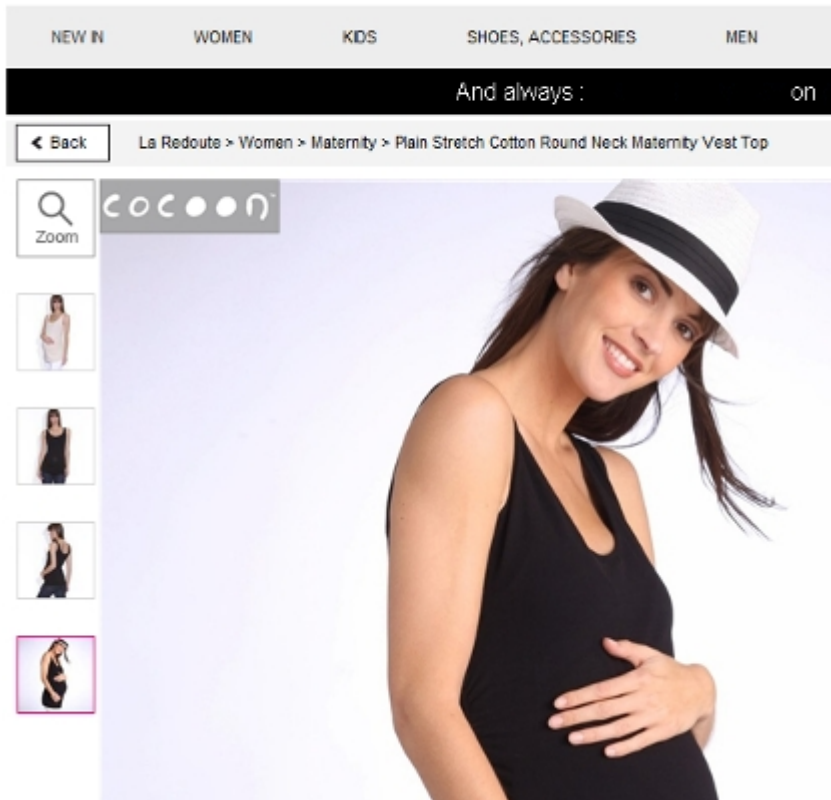 NEW IN WOMEN KIDS SHOES, ACCESSORIES MEN
And always : on
Back La Redoute > Women > Maternity > Plain Stretch Cotton Round Neck Maternity Vest Top
cocoon™
Zoom